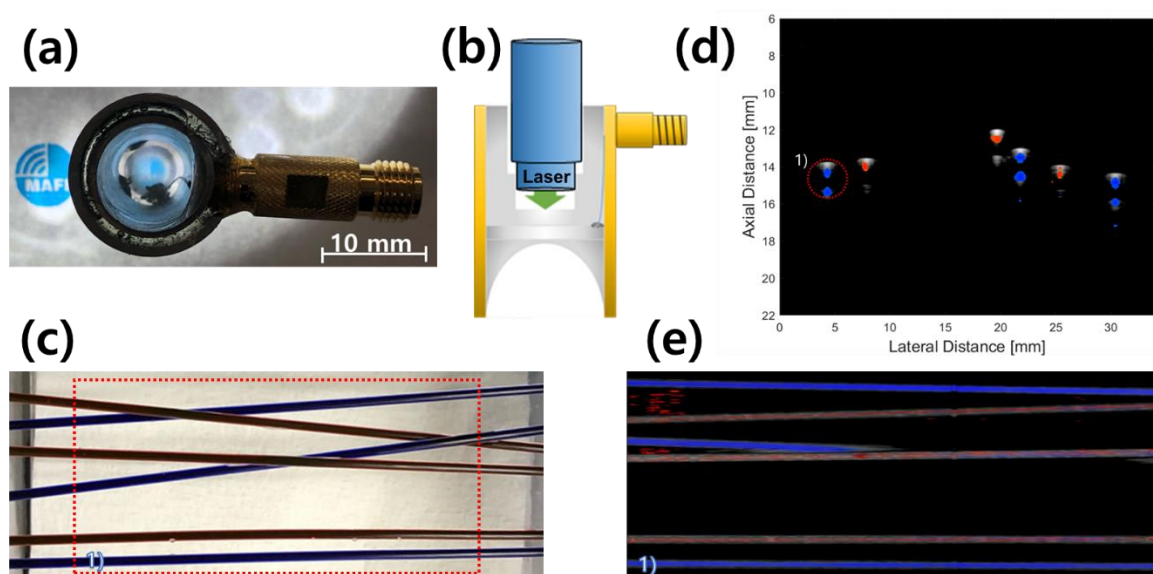 (a)
MAFI
10 mm
(b)
Laser
(c)
1)
(d)
Axial Distance [mm]
6
8
10
12
14
16
18
20
22
1)
0
5
10
15
20
25
30
Lateral Distance [mm]
(e)
1)